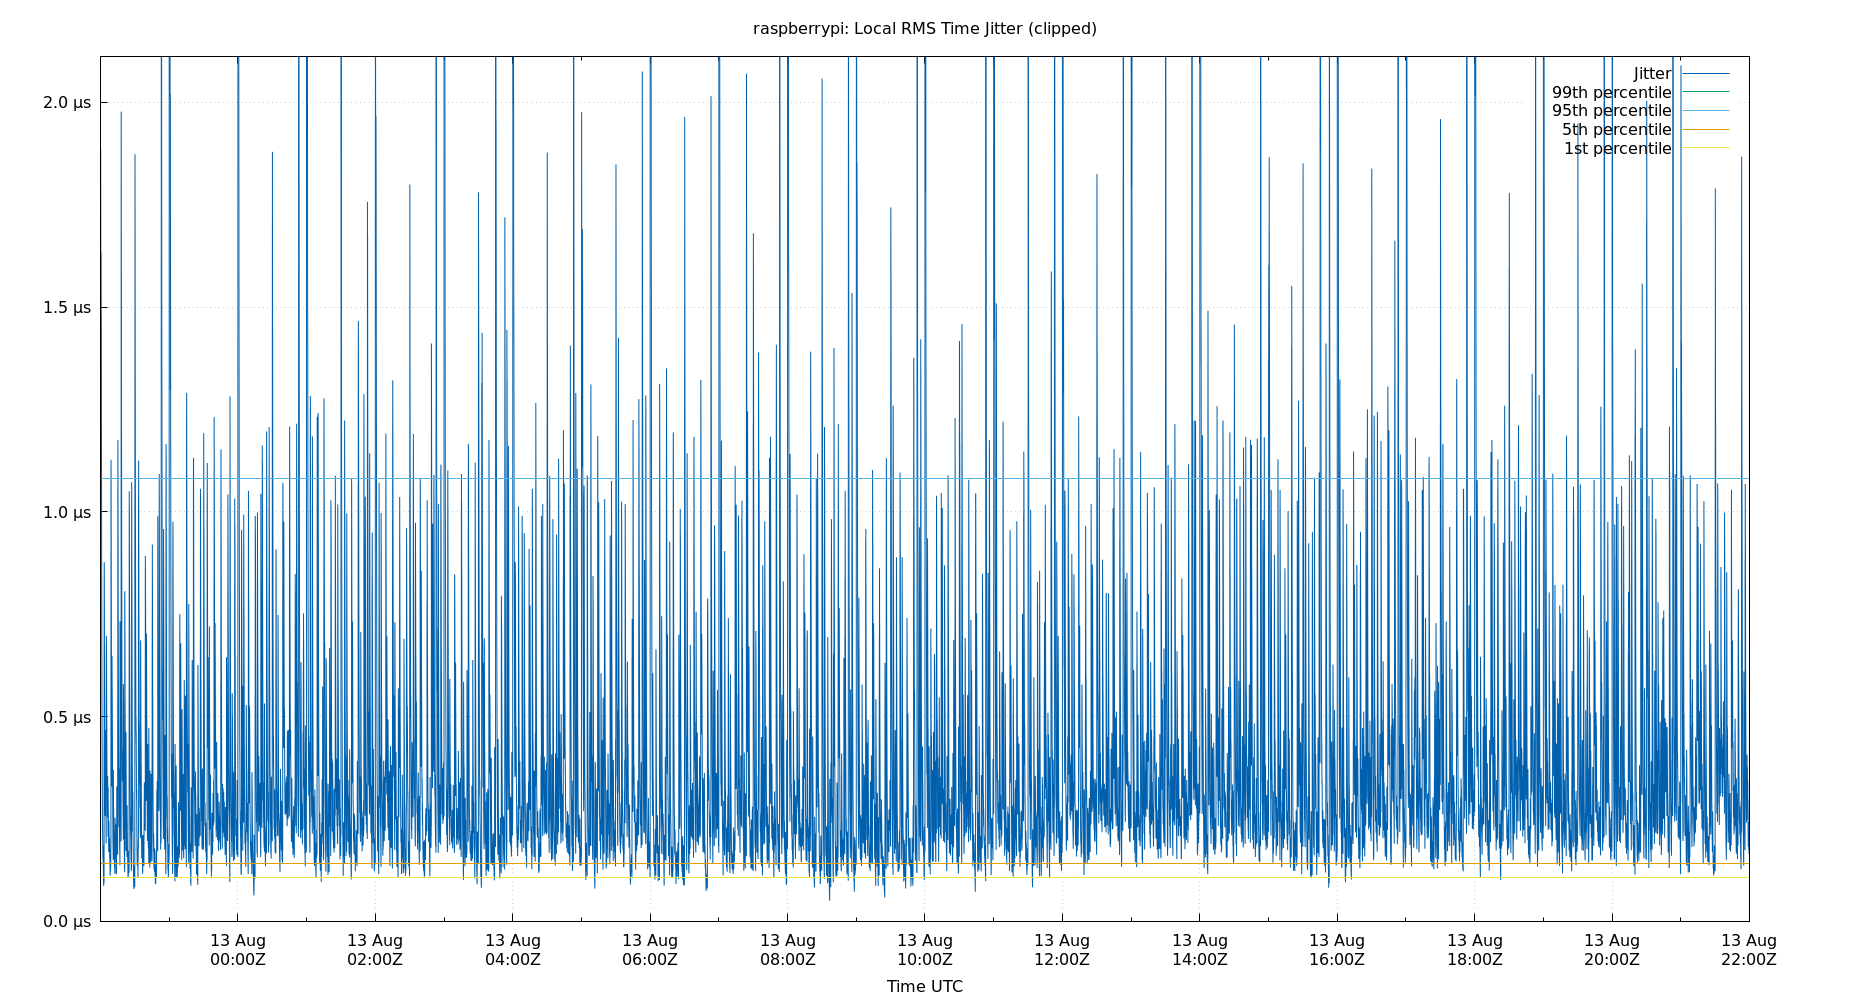 raspberrypi: Local RMS Time Jitter (clipped)
Jitter
99th percentile
95th percentile
5th percentile
1st percentile
2.0 µs
1.5 µs
1.0 µs
0.5 µs
0.0 µs
13 Aug 13 Aug 13 Aug 13 Aug 13 Aug 13 Aug 13 Aug 13 Aug 13 Aug 13 Aug 13 Aug 13 Aug
00:00Z 02:00Z 04:00Z 06:00Z 08:00Z 10:00Z 12:00Z 14:00Z 16:00Z 18:00Z 20:00Z 22:00Z
Time UTC